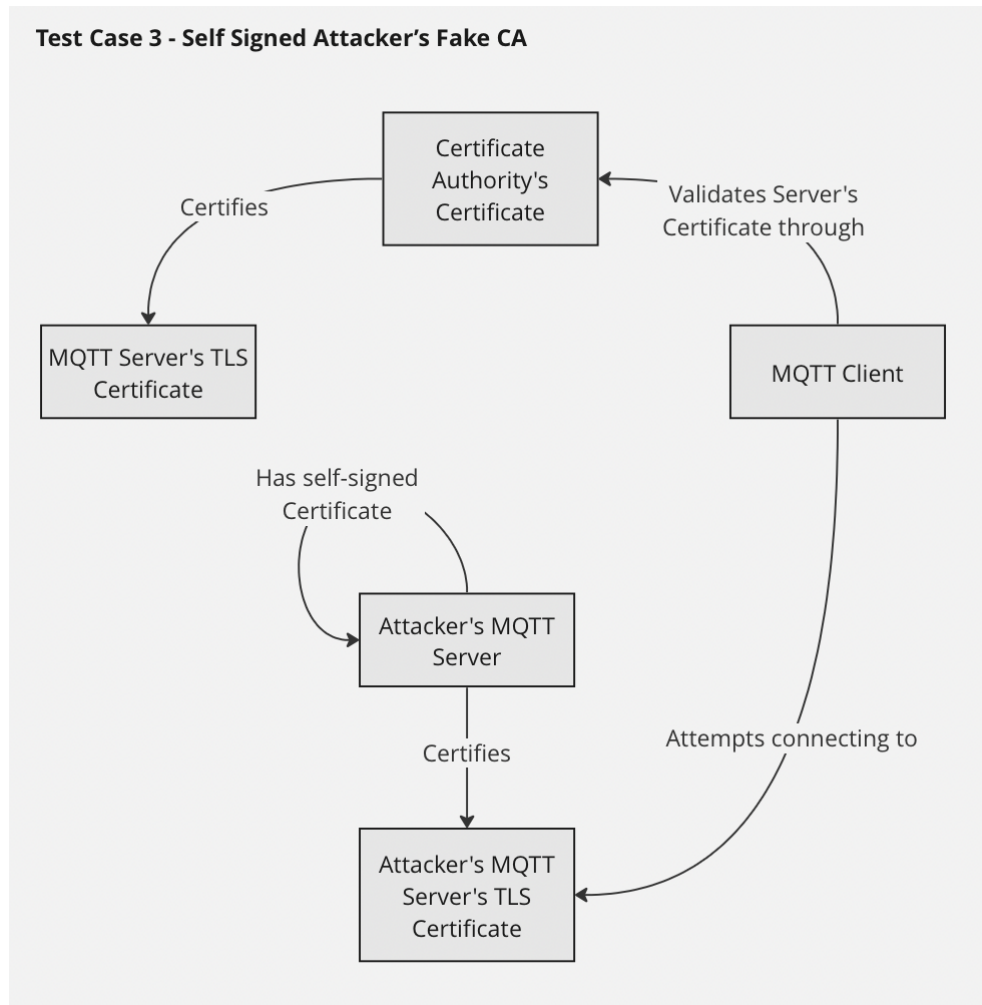 Test Case 3 - Self Signed Attacker’s Fake CA
Certificate
Authority's
Certificate
Validates Server's
Certificate through
Certifies
MQTT Server's TLS
Certificate
MQTT Client
Has self-signed
Certificate
Attacker's MQTT
Server
Attempts connecting to
Certifies
Attacker's MQTT
Server's TLS
Certificate